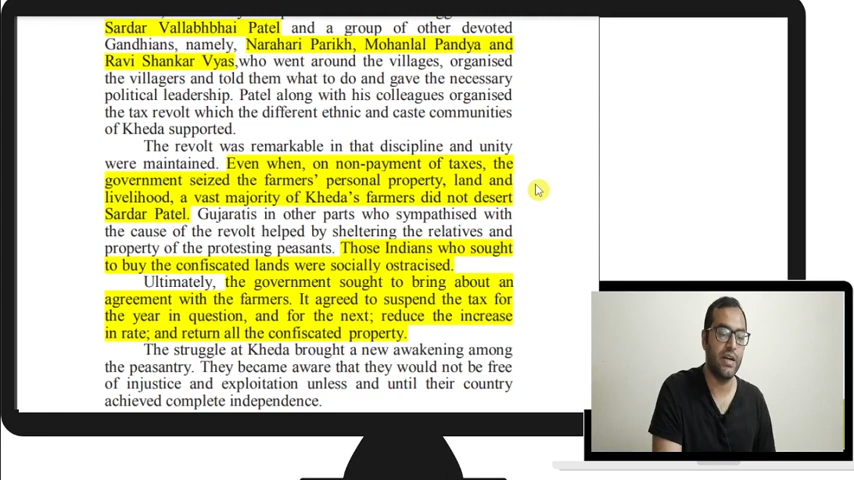 Sardar Vallabhbhai Patel and a group of other devoted
Gandhians, namely, Narahari Parikh, Mohanlal Pandya and
Ravi Shankar Vyas,who went around the villages, organised
the villagers and told them what to do and gave the necessary
political leadership. Patel along with his colleagues organised
the tax revolt which the different ethnic and caste communities
of Kheda supported.
The revolt was remarkable in that discipline and unity
were maintained. Even when, on non-payment of taxes, the
government seized the farmers' personal property, land and
livelihood, a vast majority of Kheda's farmers did not desert
Sardar Patel. Gujaratis in other parts who sympathised with
the cause of the revolt helped by sheltering the relatives and
property of the protesting peasants. Those Indians who sought
to buy the confiscated lands were socially ostracised.
Ultimately, the government sought to bring about an
agreement with the farmers. It agreed to suspend the tax for
the year in question, and for the next; reduce the increase
in rate; and return all the confiscated property.
The struggle at Kheda brought a new awakening among
the peasantry. They became aware that they would not be free
of injustice and exploitation unless and until their country
achieved complete independence.